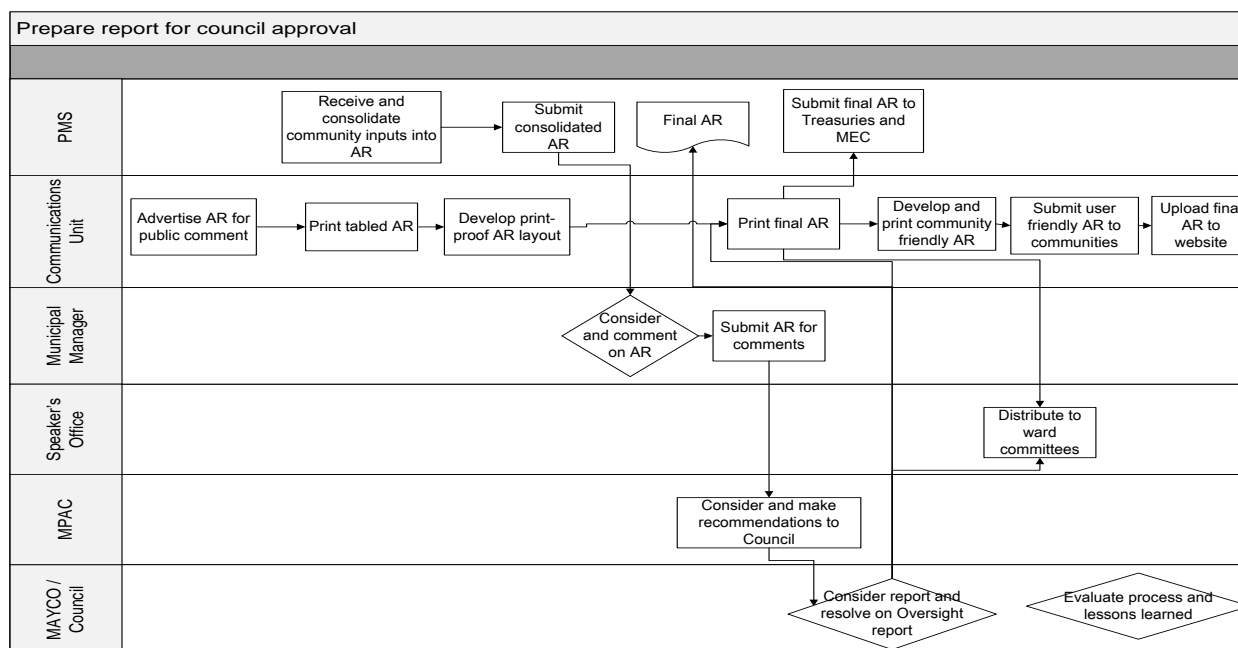 Prepare report for council approval
PMS
Receive and
consolidate
community inputs into
AR
Submit
consolidated
AR
Final AR
Submit final AR to
Treasuries and
MEC
Communications
Unit
Advertise AR for
public comment
Print tabled AR
Develop print-
proof AR layout
Print final AR
Develop and
print community
friendly AR
Submit user
friendly AR to
communities
Upload final
AR to
website
Municipal
Manager
Consider
and comment
on AR
Submit AR for
comments
Speaker's
Office
Distribute to
ward
committees
MPAC
Consider and make
recommendations to
Council
MAYCO /
Council
Consider report and
resolve on Oversight
report
Evaluate process and
lessons learned